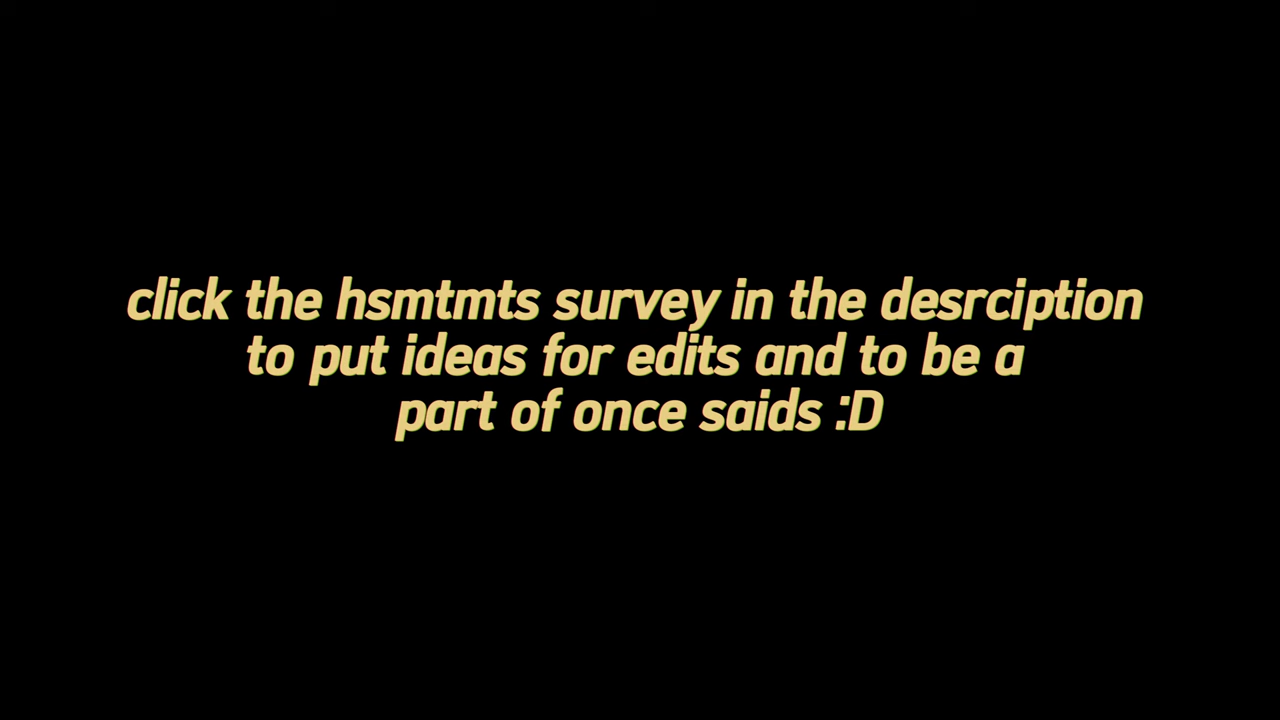 click the hsmtmts survey in the desrciption
to put ideas for edits and to be a
part of once saids :D